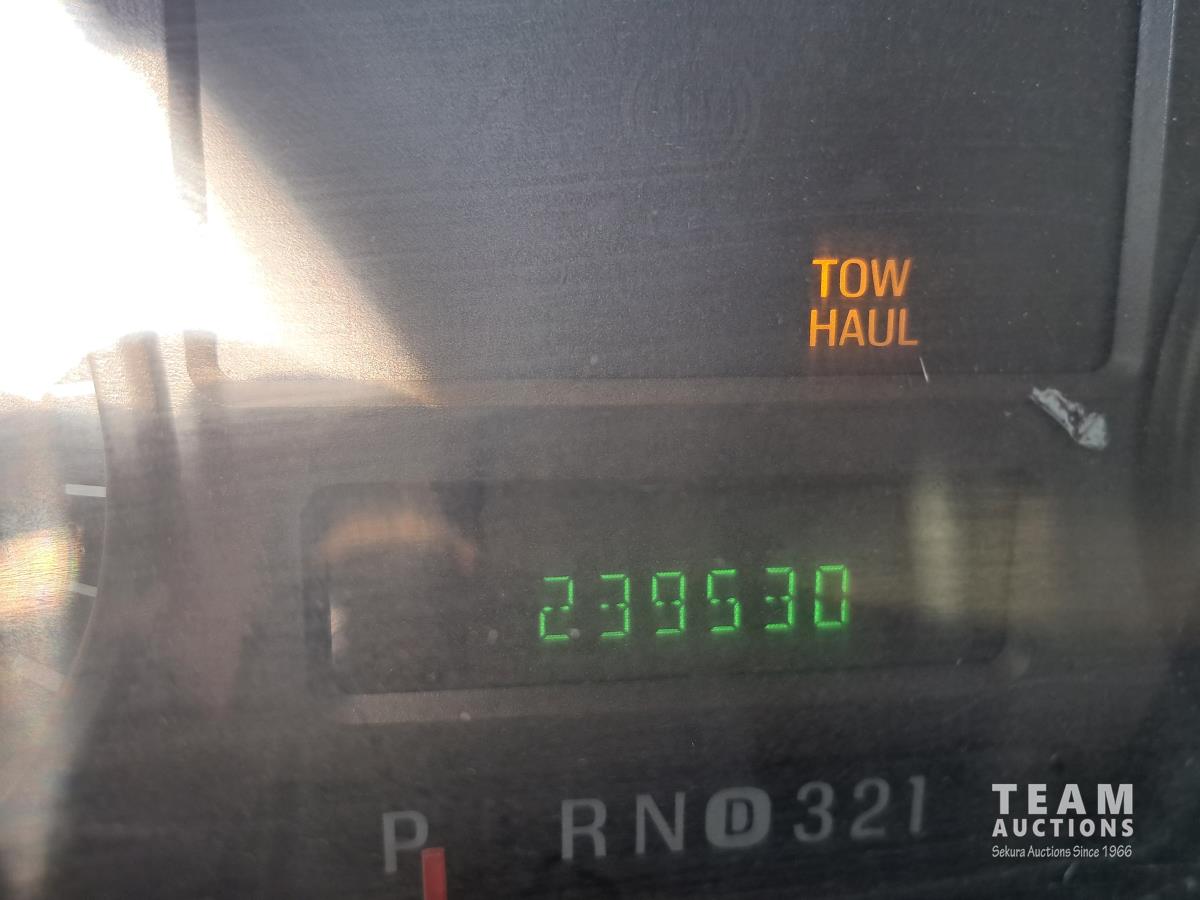 TOW
HAUL
239530
P RND321
TEAM
AUCTIONS
Sekura Auctions Since 1966